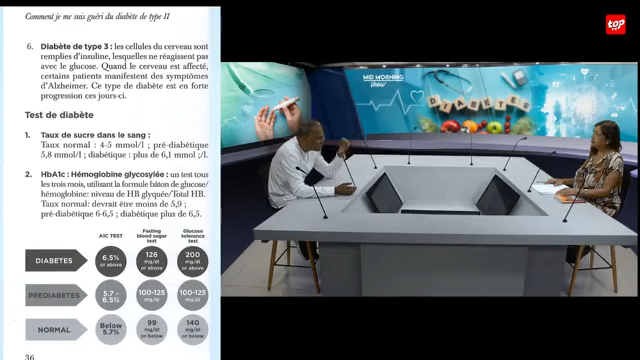 Comment je me suis guéri du diabète de type II
6. Diabète de type 3 : les cellules du cerveau sont
remplies d'insuline, lesquelles ne réagissent pas
avec le glucose. Quand le cerveau est affecté,
certains patients manifestent des symptômes
d'Alzheimer. Ce type de diabète est en forte
progression ces jours-ci.
Test de diabète
1. Taux de sucre dans le sang :
Taux normal : 4-5 mmol/l ; pré-diabétique
5,8 mmol/l ; diabétique : plus de 6,1 mmol /l.
2. HbA1c : Hémoglobine glycosylée : un test tous
les trois mois, utilisant la formule bâton de glucose/
hémoglobine: niveau de HB glyquée/Total HB.
Taux normal: devrait être moins de 5,9 ;
pré-diabétique 6-6,5 ; diabétique plus de 6,5.
A1C TEST
Fasting
blood sugar
test
Glucose
tolerance
test
DIABETES
6.5%
or above
126
mg/dl
or above
200
mg/dl
or above
PREDIABETES
5.7 -
6.5%
100-125
mg/dl
100-125
mg/dl
NORMAL
Below
5.7%
99
mg/dl
or below
140
mg/dl
or below
36
MID MORNING
Show
DIABETES
top